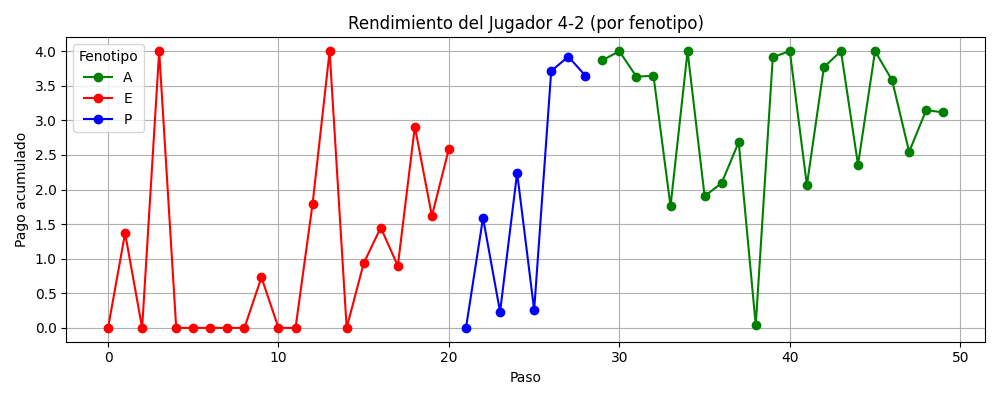 Rendimiento del Jugador 4-2 (por fenotipo)
Pago acumulado
4.0
3.5
3.0
2.5
2.0
1.5
1.0
0.5
0.0
Fenotipo
A
E
P
0 10 20 30 40 50
Paso